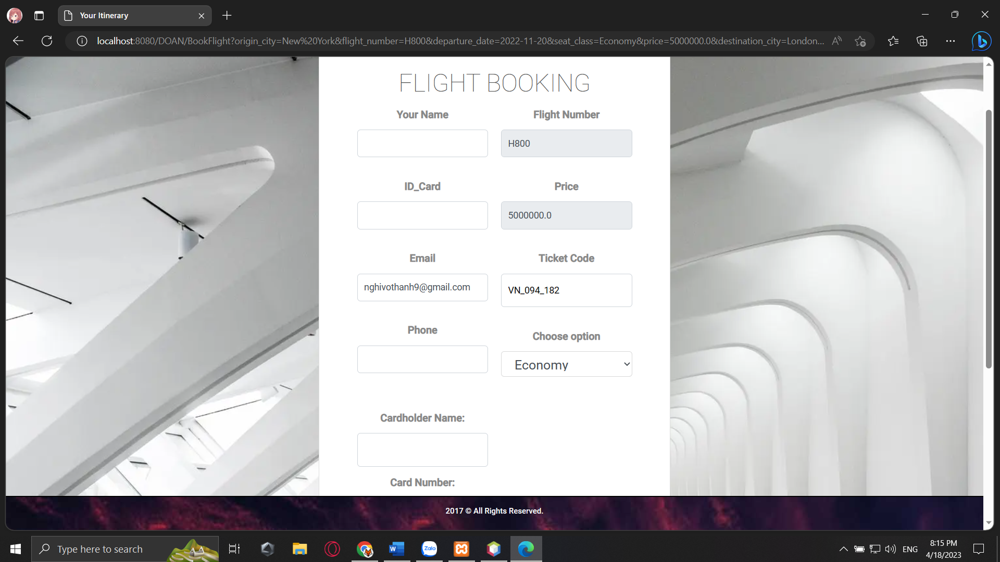 Your Itinerary
localhost:8080/DOAN/BookFlight?origin_city=New%20York&flight_number=H800&departure_date=2022-11-20&seat_class=Economy&price=5000000.0&destination_city=London...
FLIGHT BOOKING
Your Name
Flight Number
H800
ID_Card
Price
5000000.0
Email
Ticket Code
nghivothanh9@gmail.com
VN_094_182
Phone
Choose option
Economy
Cardholder Name:
Card Number:
2017 © All Rights Reserved.
Type here to search
Zalo
ENG
8:15 PM
4/18/2023